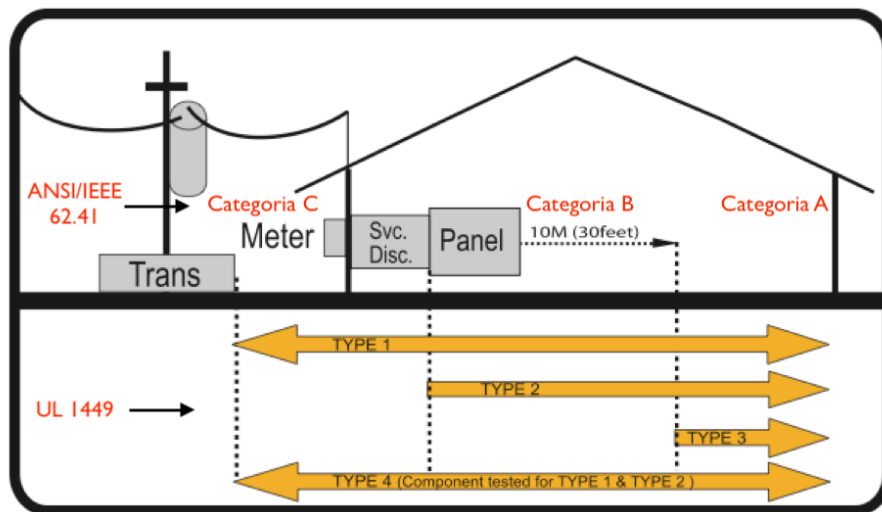 ANSI/IEEE
62.41
Categoria C
Categoria B
Categoria A
Meter
Svc.
Disc.
Panel
10M (30feet)
Trans
TYPE 1
TYPE 2
UL 1449
TYPE 3
TYPE 4 (Component tested for TYPE 1 & TYPE 2 )